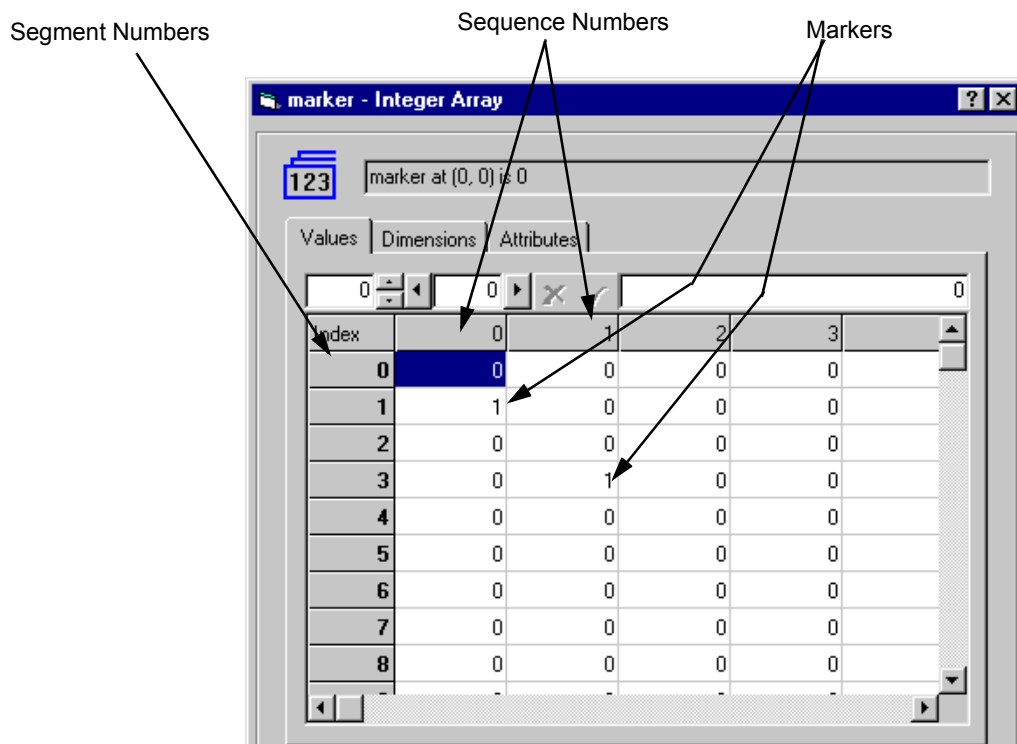 Segment Numbers
Sequence Numbers
Markers
marker - Integer Array
123
marker at (0, 0) is 0
Values Dimensions Attributes
0 0 0
Index 0 1 2 3
0 0 0 0 0
1 1 0 0 0
2 0 0 0 0
3 0 1 0 0
4 0 0 0 0
5 0 0 0 0
6 0 0 0 0
7 0 0 0 0
8 0 0 0 0